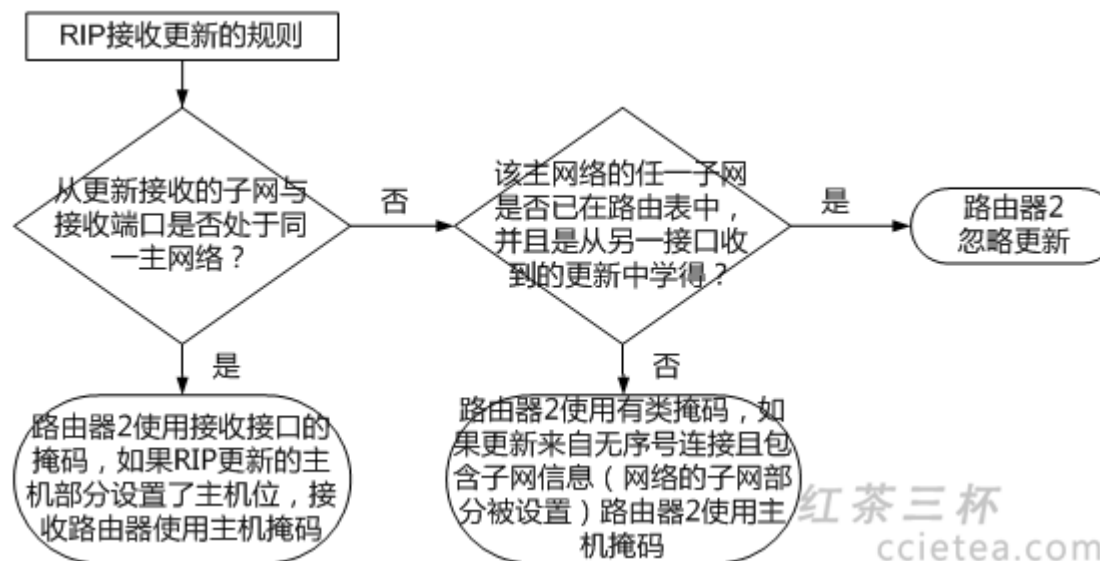 RIP接收更新的规则
从更新接收的子网与
接收端口是否处于同
一主网络？
否
该主网络的任一子网
是否已在路由表中，
并且是从另一接口收
到的更新中学得？
是
路由器2
忽略更新
是
路由器2使用接收接口的
掩码，如果RIP更新的主
机部分设置了主机位，接
收路由器使用主机掩码
否
路由器2使用有类掩码，如
果更新来自无序号连接且包
含子网信息（网络的子网部
分被设置）路由器2使用主
机掩码
红茶三杯
ccietea.com